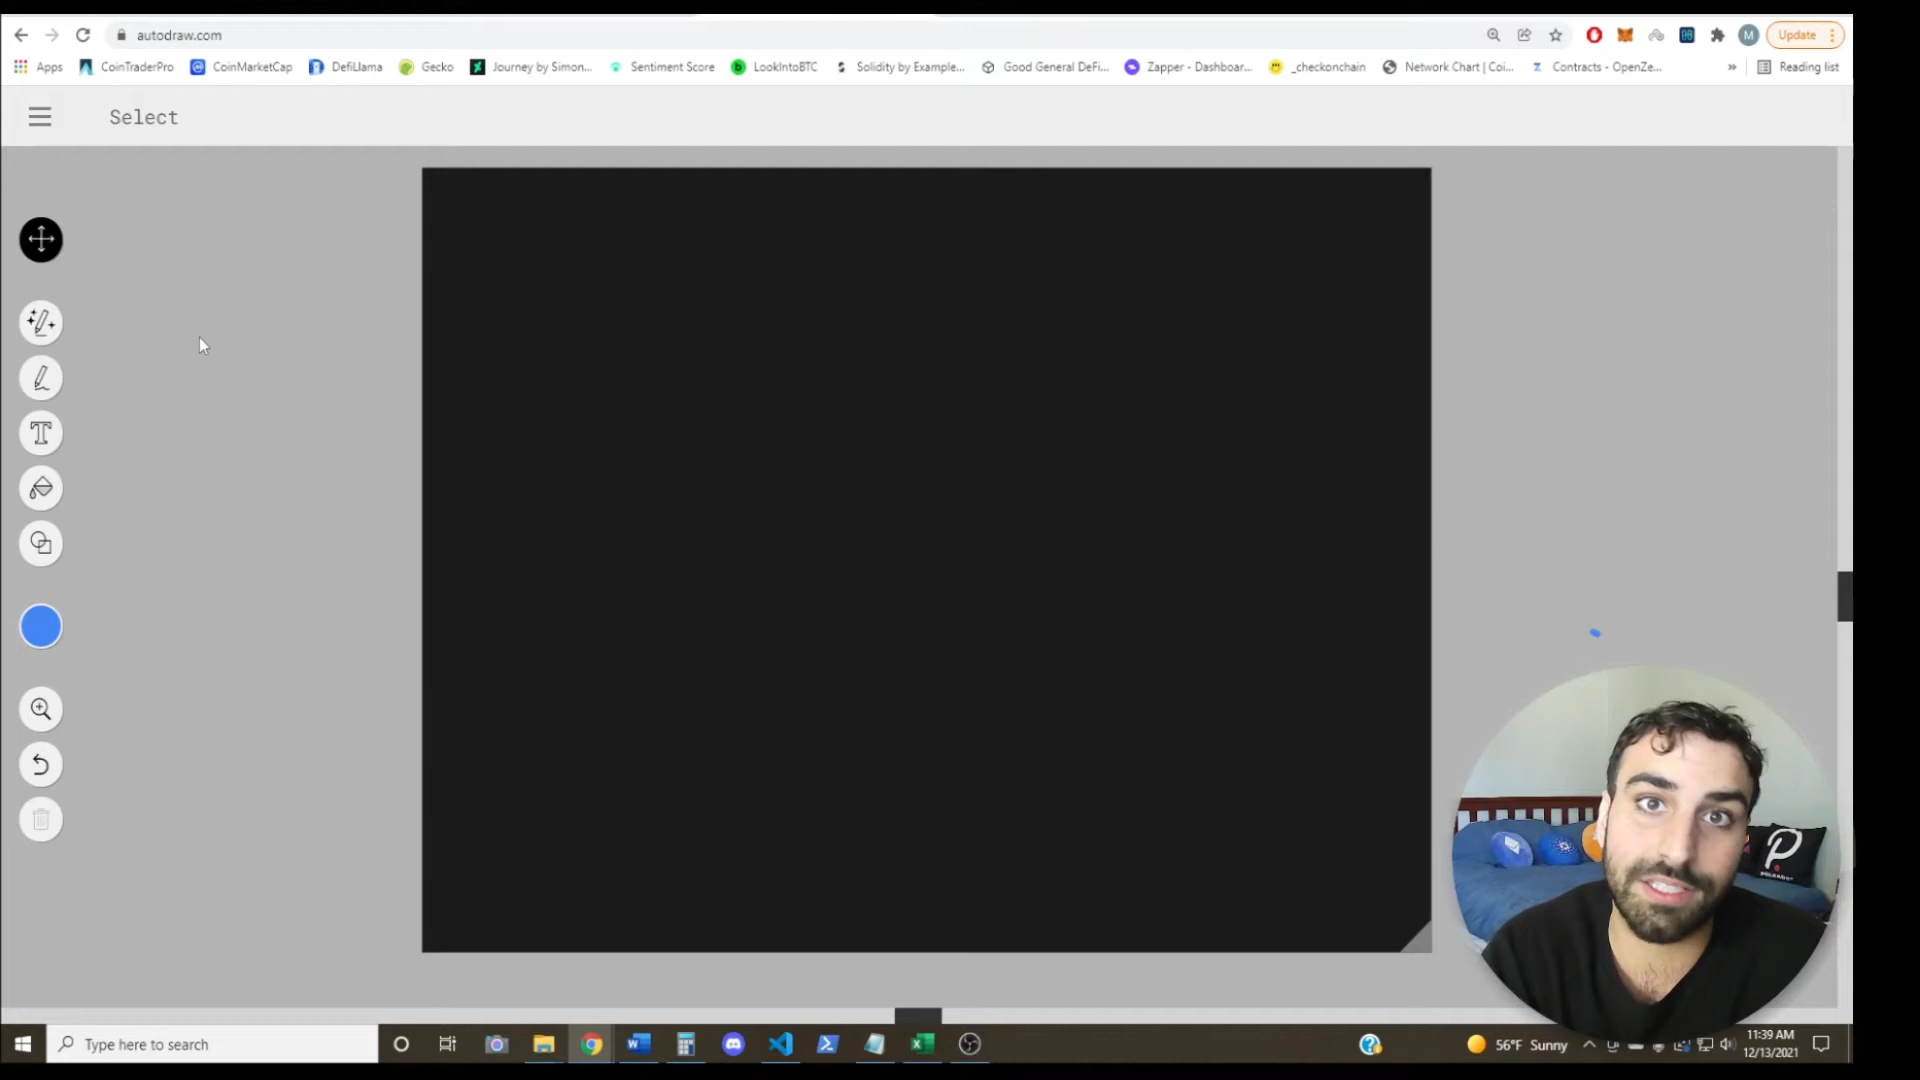 autodraw.com
M
Update
Apps
CoinTraderPro
CoinMarketCap
DefiLlama
Gecko
Journey by Simon...
Sentiment Score
LookIntoBTC
Solidity by Example...
Good General DeFi...
Zapper - Dashboar...
_checkonchain
Network Chart | Coi...
Contracts - OpenZe...
»
Reading list
Select
T
P
POLKADOT
Type here to search
56°F Sunny
11:39 AM
12/13/2021